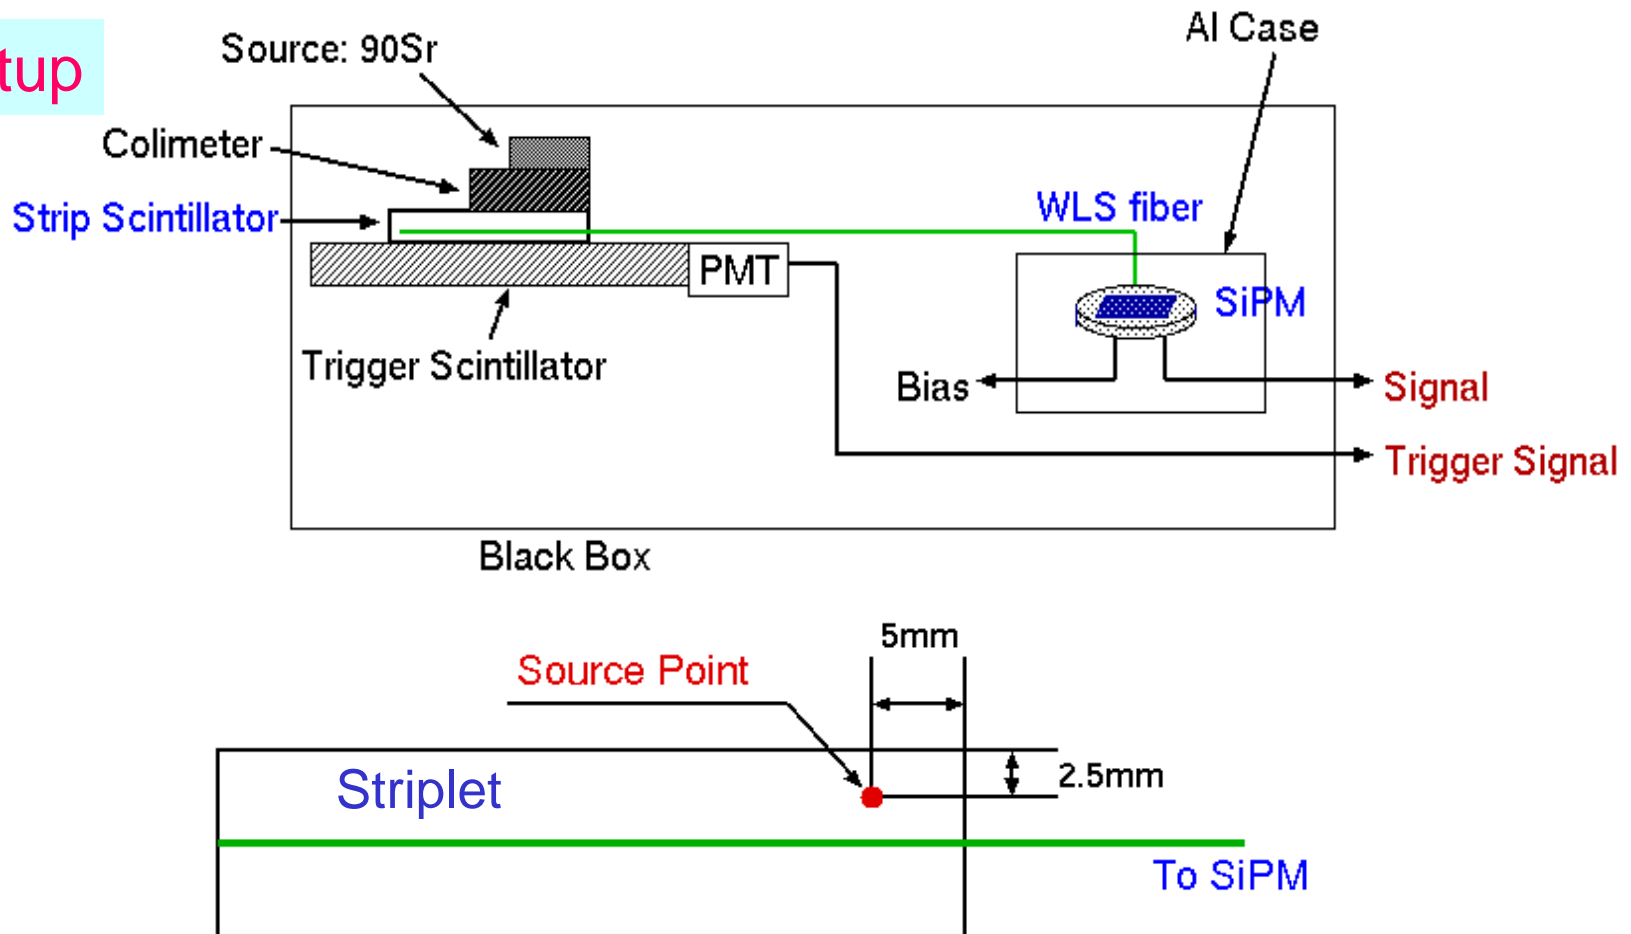 tup
Source: 90Sr
Al Case
Colimeter
Strip Scintillator
WLS fiber
PMT
SiPM
Trigger Scintillator
Bias
Signal
Trigger Signal
Black Box
5mm
Source Point
2.5mm
Striplet
To SiPM